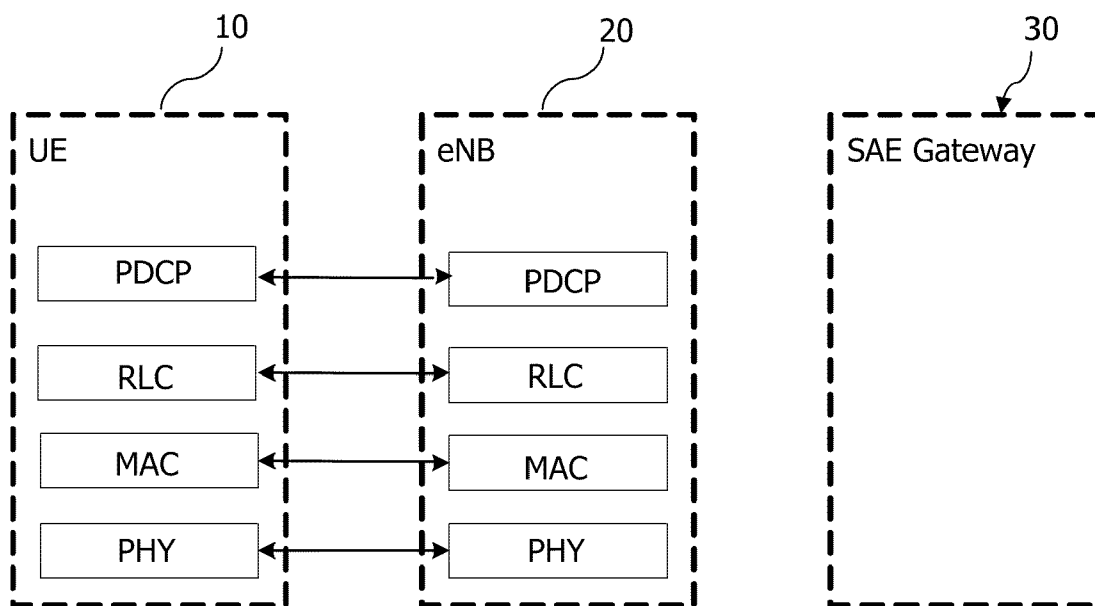 10
20
30
UE
eNB
SAE Gateway
PDCP
PDCP
RLC
RLC
MAC
MAC
PHY
PHY